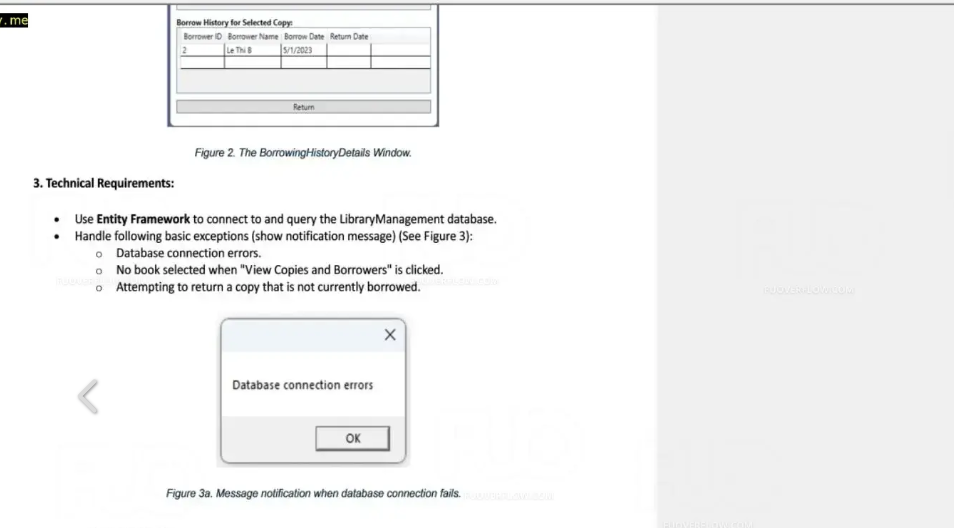 y.me
Borrow History for Selected Copy:
Borrower ID Borrower Name Borrow Date Return Date
2 Le Thi B 5/1/2023
Return
Figure 2. The BorrowingHistoryDetails Window.
3. Technical Requirements:
• Use Entity Framework to connect to and query the LibraryManagement database.
• Handle following basic exceptions (show notification message) (See Figure 3):
o Database connection errors.
o No book selected when "View Copies and Borrowers" is clicked.
o Attempting to return a copy that is not currently borrowed.
Database connection errors
OK
Figure 3a. Message notification when database connection fails.